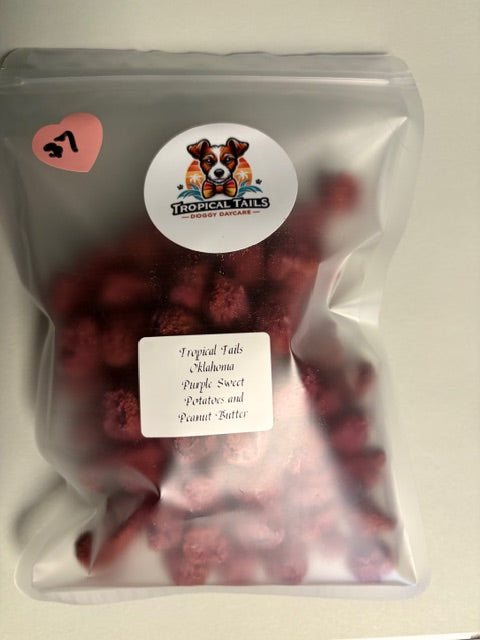 $7
TROPICAL TAILS
— DOGGY DAYCARE —
Tropical Tails
Oklahoma
Purple Sweet
Potatoes and
Peanut Butter